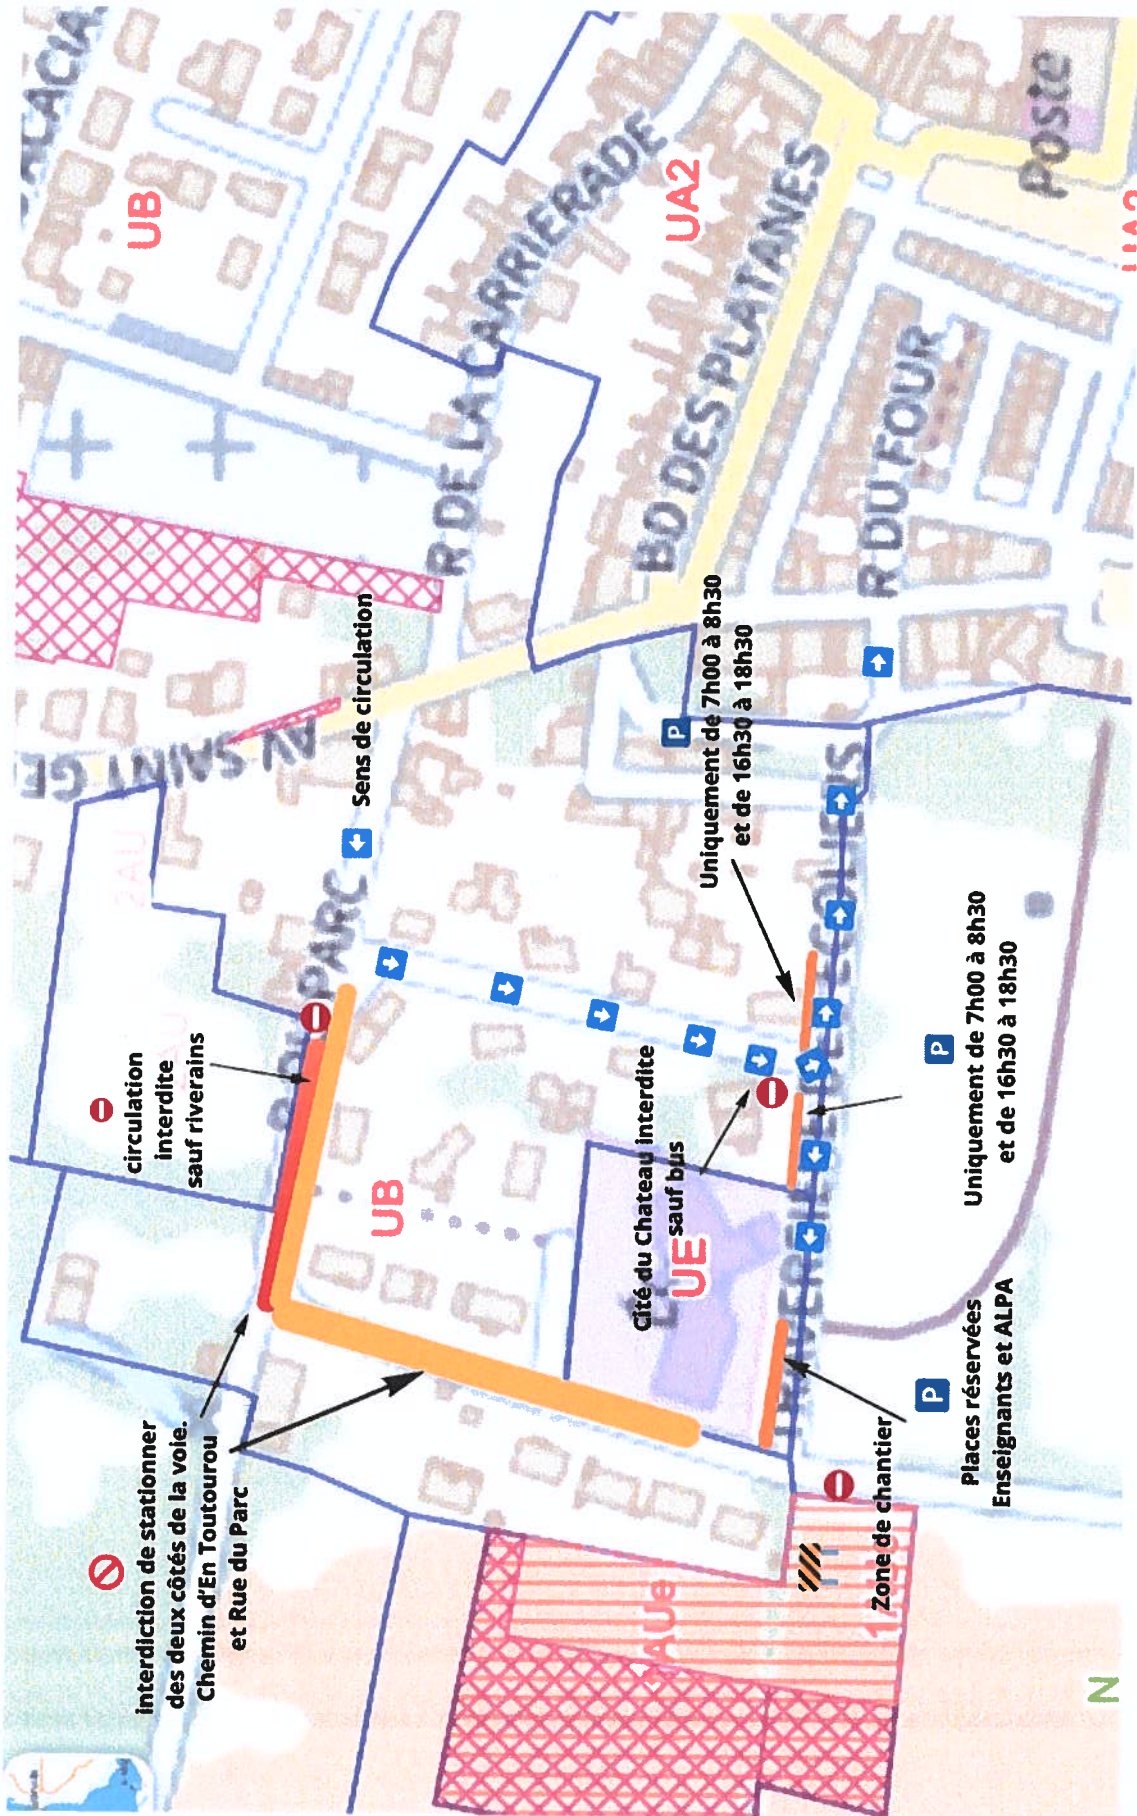 interdiction de stationner
des deux côtés de la voie.
Chemin d'En Toutourou
et Rue du Parc
circulation
interdite
sauf riverains
PARC
Sens de circulation
AV SAINT GE
2AU
UB
R DE LA CARRIERADE
UB
UA2
BD DES PLATANES
Cité du Chateau interdite
sauf bus
UE
P
Uniquement de 7h00 à 8h30
et de 16h30 à 18h30
R DU FOUR
Poste
UA2
1AUe
Zone de chantier
P
Places réservées
Enseignants et ALPA
P
Uniquement de 7h00 à 8h30
et de 16h30 à 18h30
N